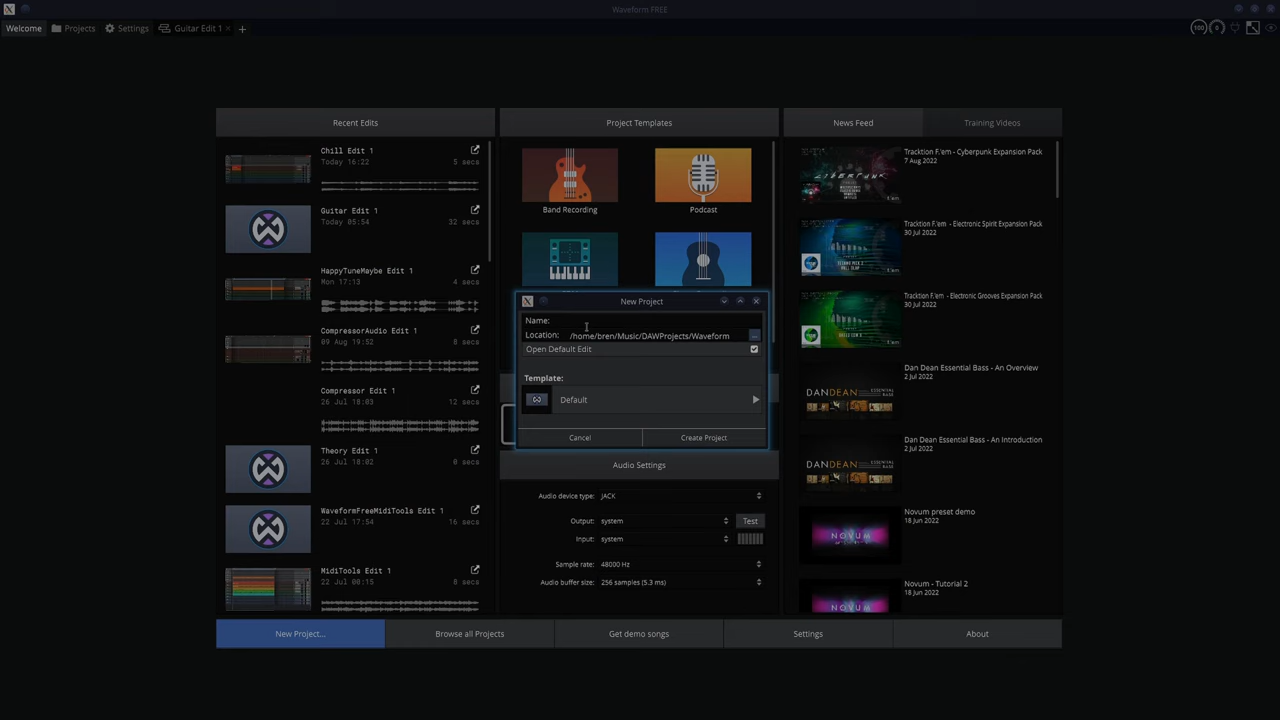 Waveform FREE
Welcome
Projects
Settings
Guitar Edit 1
100
0
Recent Edits
Chill Edit 1
Today 16:22
5 secs
Guitar Edit 1
Today 05:54
32 secs
HappyTuneMaybe Edit 1
Mon 17:13
4 secs
CompressorAudio Edit 1
09 Aug 19:52
8 secs
Compressor Edit 1
26 Jul 18:03
12 secs
Theory Edit 1
26 Jul 18:02
0 secs
WaveformFreeMidiTools Edit 1
22 Jul 17:54
16 secs
MidiTools Edit 1
22 Jul 00:15
8 secs
Project Templates
Band Recording
Podcast
New Project
Name:
Location: /home/bren/Music/DAWProjects/Waveform
...
Open Default Edit
Template:
Default
Cancel
Create Project
Audio Settings
Audio device type: JACK
Output: system
Test
Input: system
Sample rate: 48000 Hz
Audio buffer size: 256 samples (5.3 ms)
News Feed
Training Videos
CYBERPUNK
Tracktion F.'em - Cyberpunk Expansion Pack
7 Aug 2022
Tracktion F.'em - Electronic Spirit Expansion Pack
30 Jul 2022
Tracktion F.'em - Electronic Grooves Expansion Pack
30 Jul 2022
DANDEAN
Dan Dean Essential Bass - An Overview
2 Jul 2022
DANDEAN
Dan Dean Essential Bass - An Introduction
2 Jul 2022
NOVUM
Novum preset demo
18 Jun 2022
NOVUM
Novum - Tutorial 2
18 Jun 2022
New Project...
Browse all Projects
Get demo songs
Settings
About